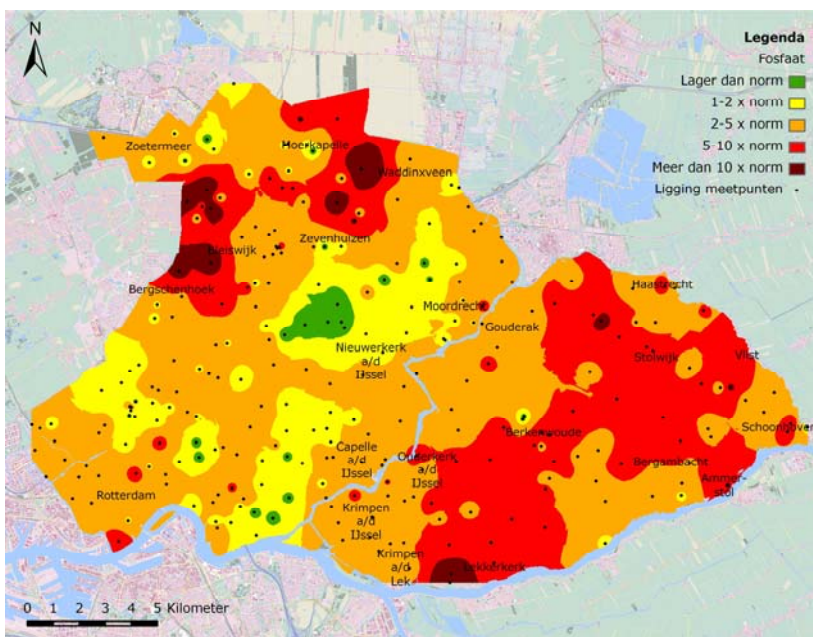 N
Legenda
Fosfaat
Lager dan norm
1-2 x norm
2-5 x norm
5-10 x norm
Meer dan 10 x norm
Ligging meetpunten
Zoetermeer
Moerkapelle
Waddinxveen
Bleiswijk
Zevenhuizen
Bergschenhoek
Moordrecht
Gouderak
Haastrecht
Nieuwerkerk
a/d
IJssel
Stolwijk
Vlist
Berkenwoude
Schoonhoven
Capelle
a/d
IJssel
Ouderkerk
a/d
IJssel
Bergambacht
Ammer-
stol
Rotterdam
Krimpen
a/d
IJssel
Krimpen
a/d
Lek
Lekkerkerk
0 1 2 3 4 5 Kilometer